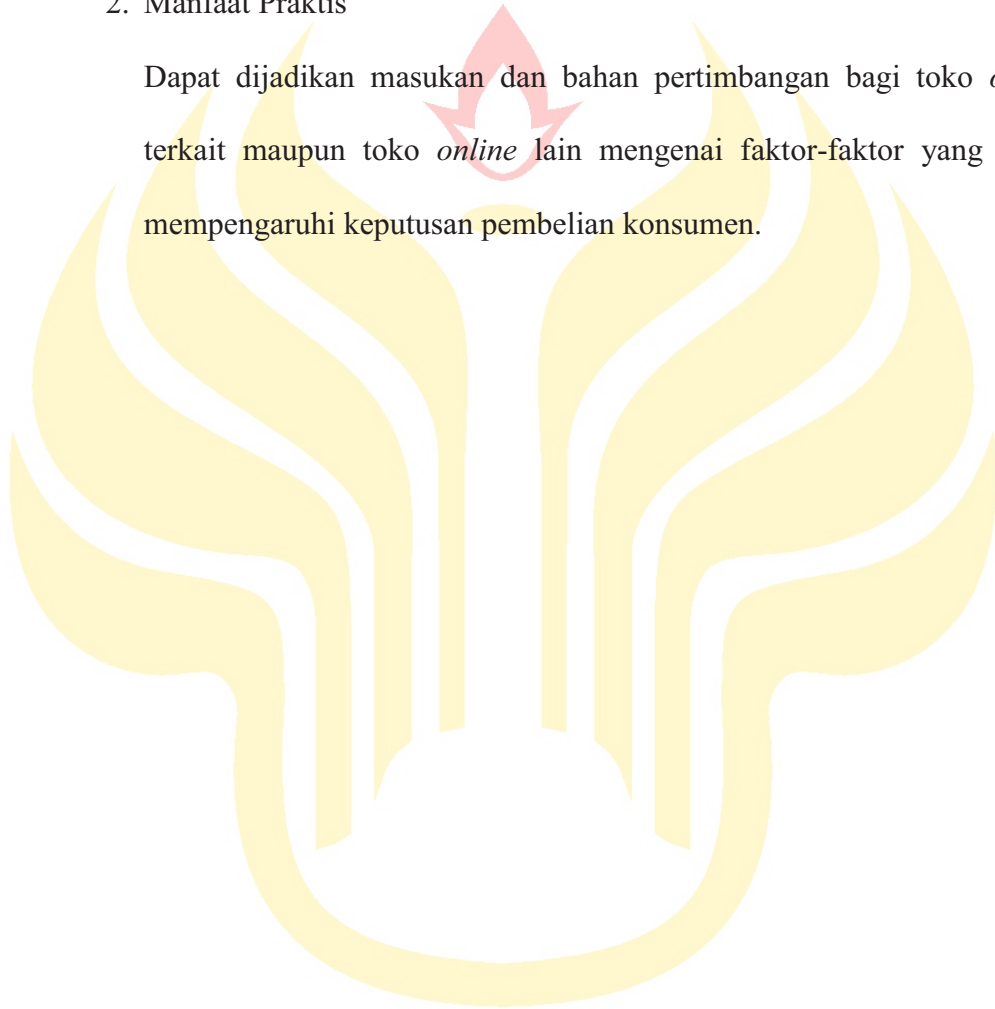 2. Manfaat Praktis
Dapat dijadikan masukan dan bahan pertimbangan bagi toko
terkait maupun toko online lain mengenai faktor-faktor yang
mempengaruhi keputusan pembelian konsumen.